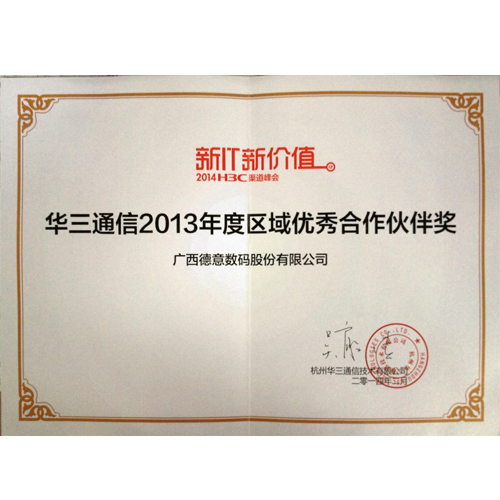 新IT新价值
2014 H3C 渠道峰会
华三通信2013年度区域优秀合作伙伴奖
广西德意数码股份有限公司
杭州华三通信技术有限公司